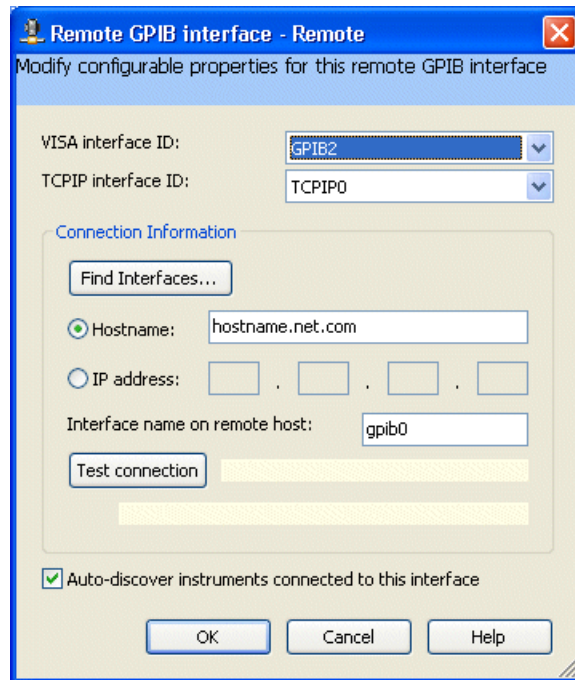 Remote GPIB interface - Remote
Modify configurable properties for this remote GPIB interface
VISA interface ID: GPIB2
TCPIP interface ID: TCPIP0
Connection Information
Find Interfaces...
Hostname: hostname.net.com
IP address: . . .
Interface name on remote host: gpib0
Test connection
Auto-discover instruments connected to this interface
OK Cancel Help